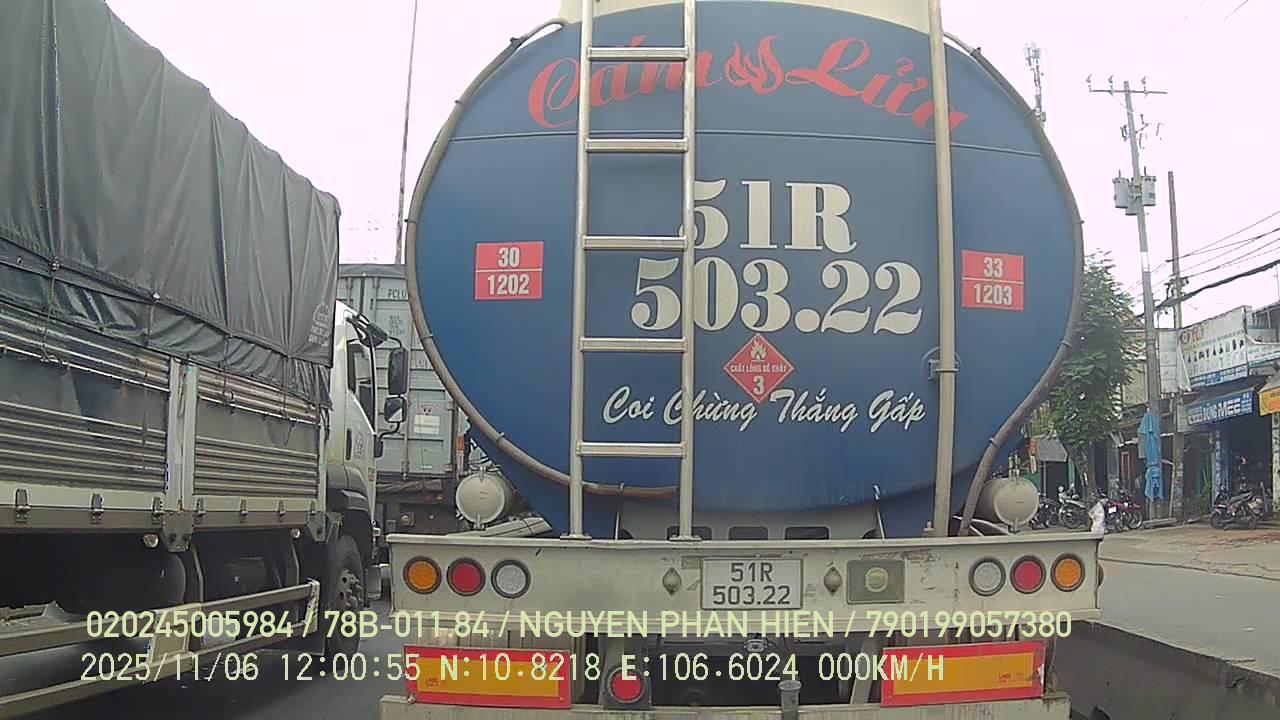 Cấm Lửa
51R
503.22
30
1202
33
1203
CHẤT LỎNG DỄ CHÁY
3
Coi Chừng Thắng Gấp
51R
503.22
020245005984 / 78B-011.84 / NGUYEN PHAN HIEN / 790199057380
2025/11/06 12:00:55 N:10.8218 E:106.6024 000KM/H